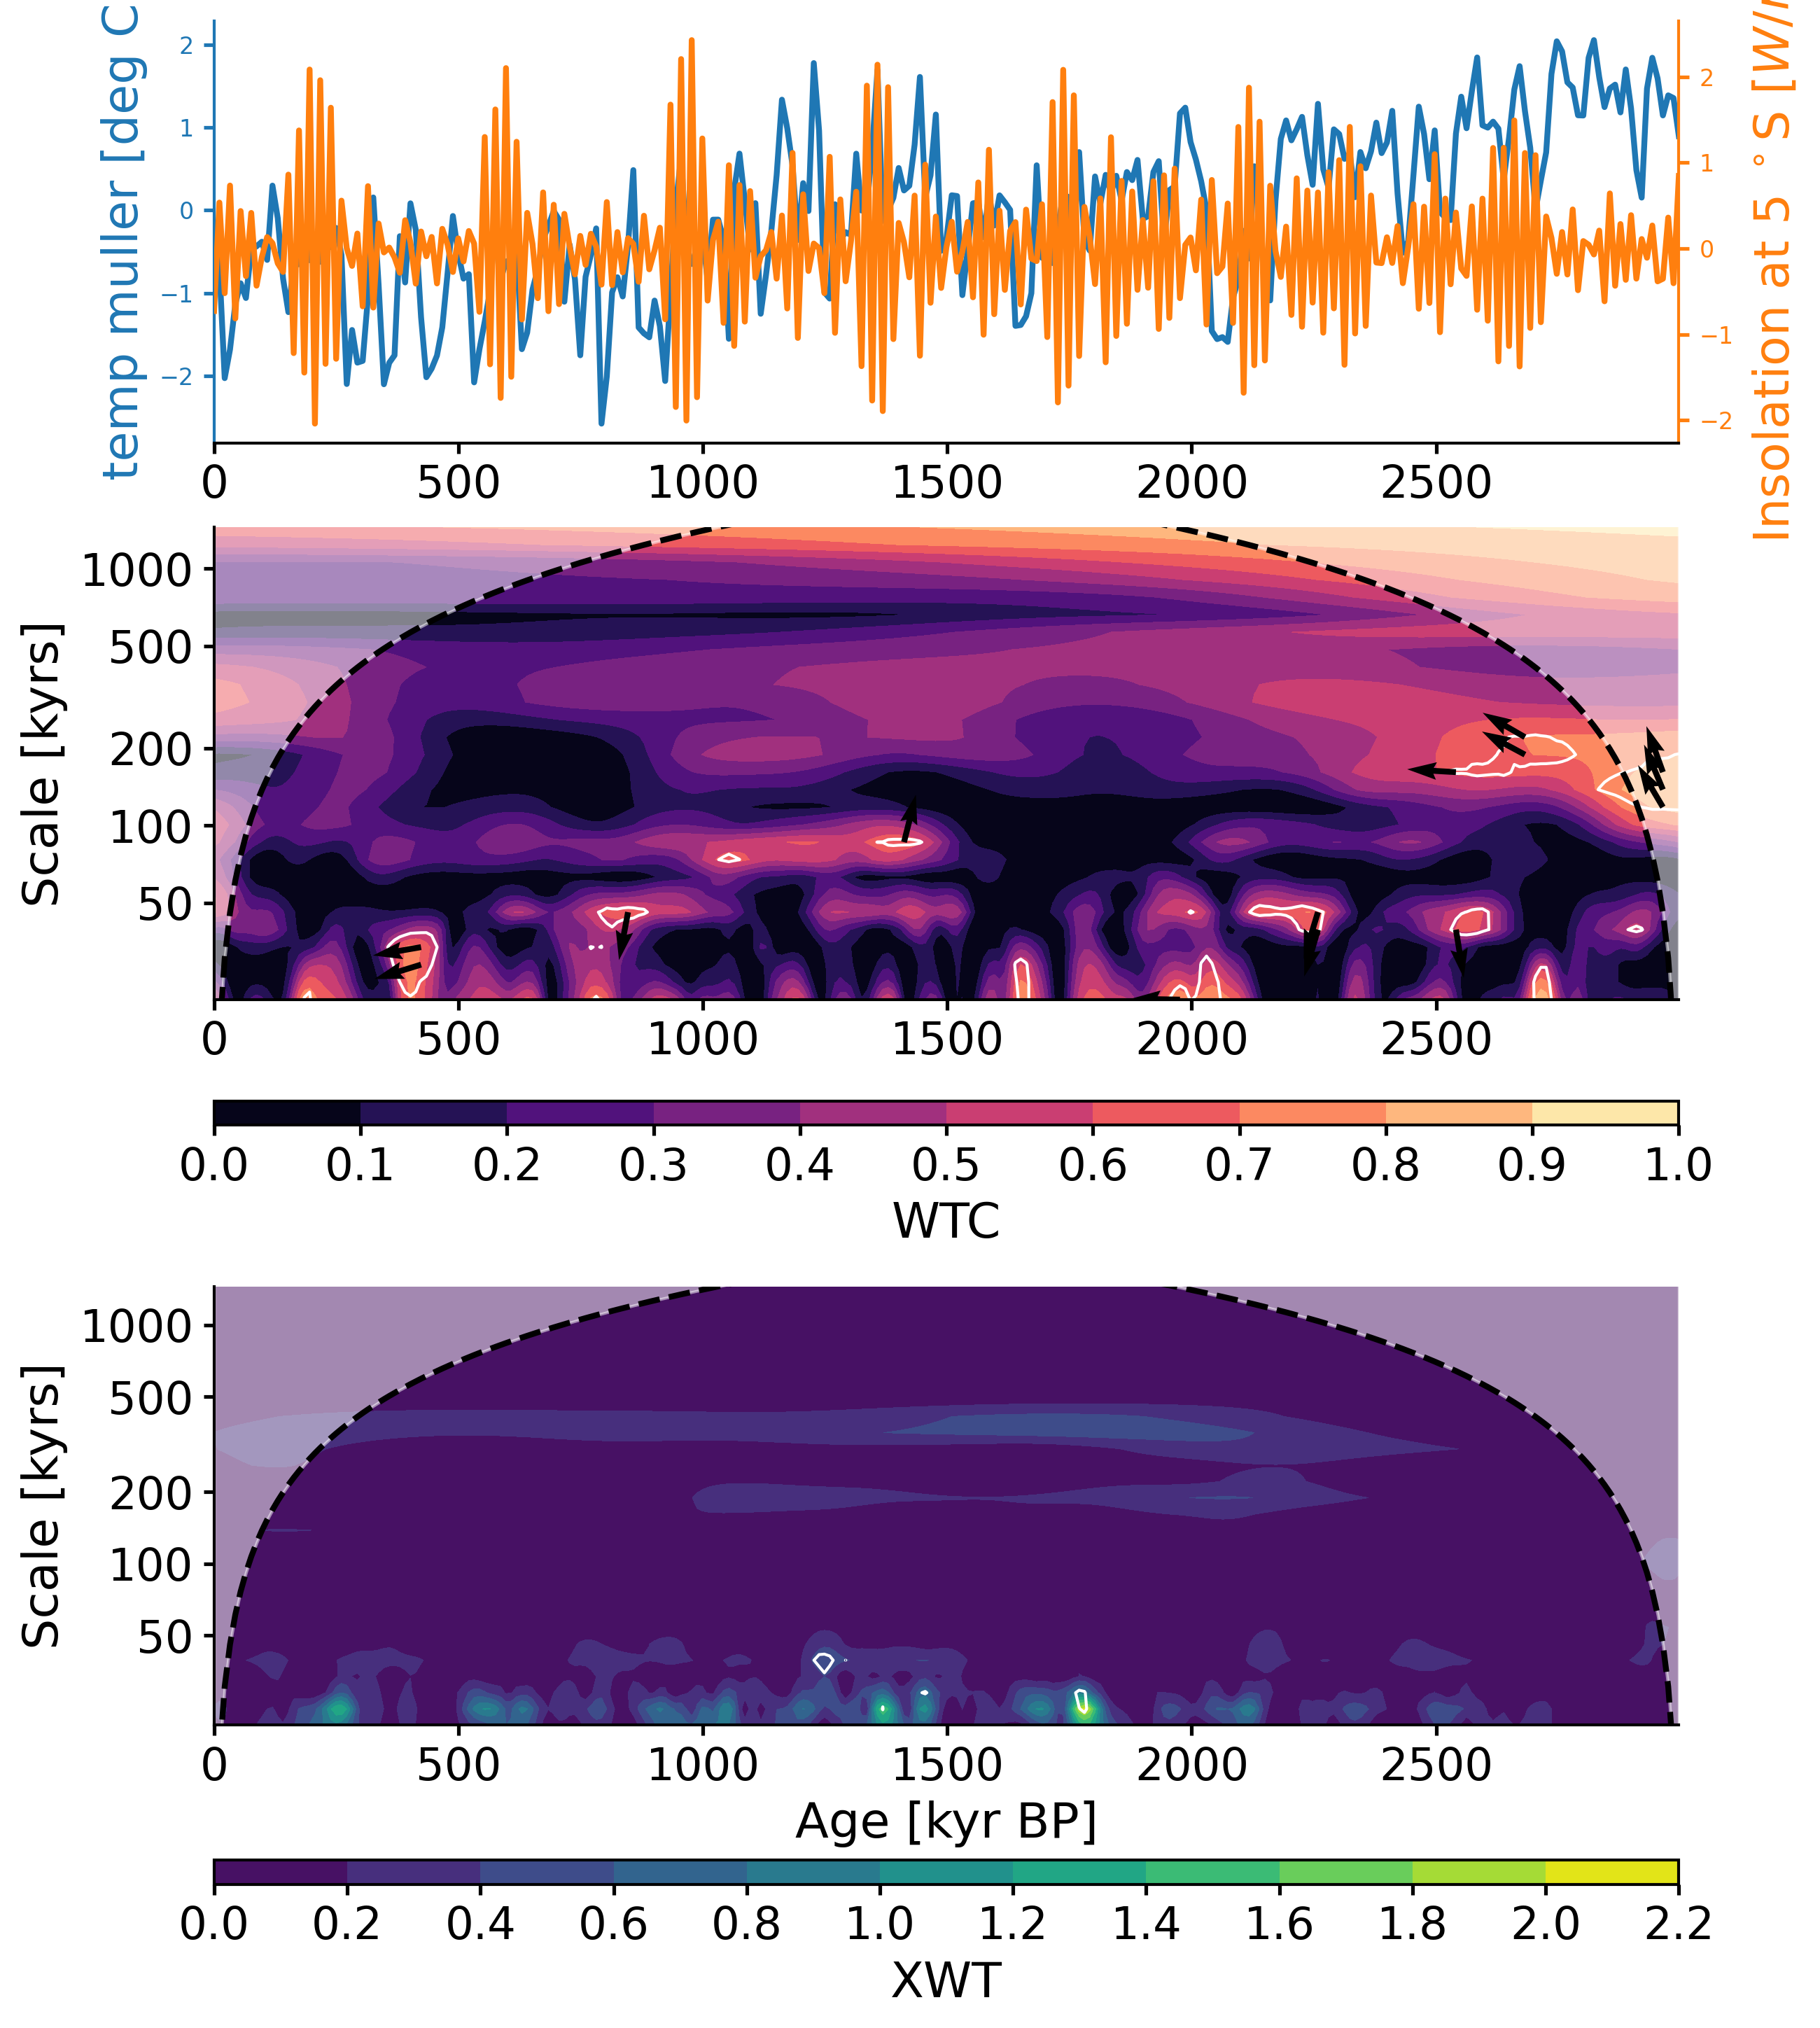 temp muller [deg C
2
1
0
−1
−2
2
1
0
−1
−2
Insolation at 5 ° S [W/
0 500 1000 1500 2000 2500
Scale [kyrs]
1000
500
200
100
50
0 500 1000 1500 2000 2500
0.0 0.1 0.2 0.3 0.4 0.5 0.6 0.7 0.8 0.9 1.0
WTC
Scale [kyrs]
1000
500
200
100
50
0 500 1000 1500 2000 2500
Age [kyr BP]
0.0 0.2 0.4 0.6 0.8 1.0 1.2 1.4 1.6 1.8 2.0 2.2
XWT